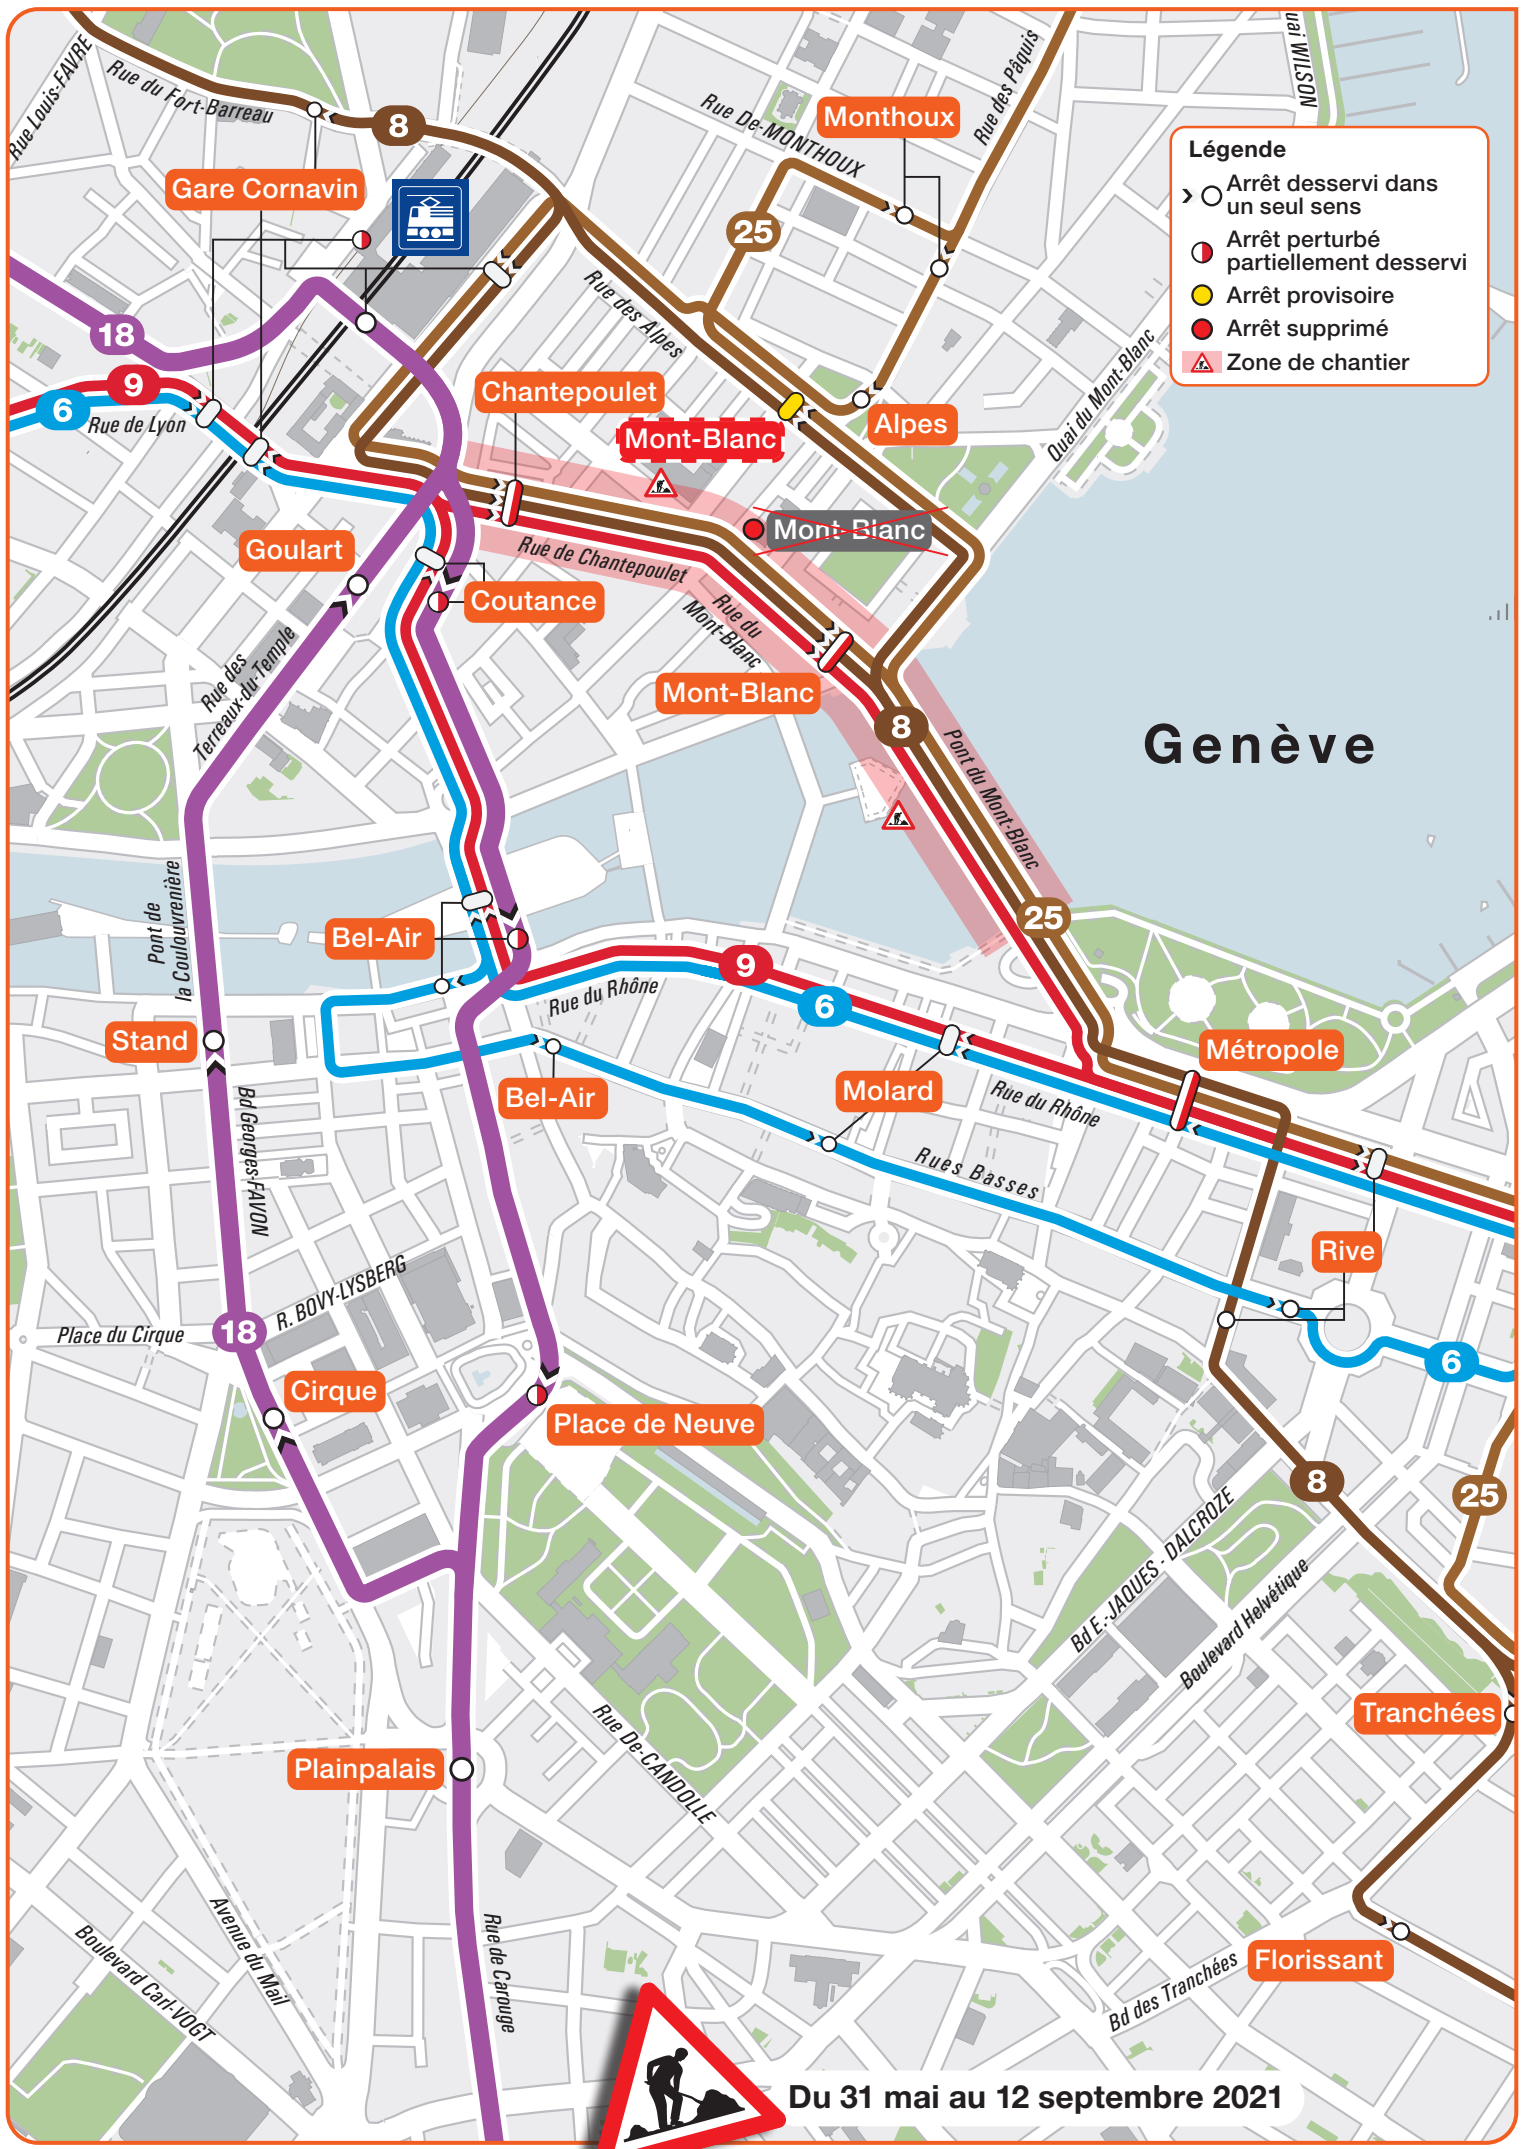 uai WILSON
Rue Louis-FAVRE
Rue du Fort-Barreau
8
Gare Cornavin
Rue De-MONTHOUX
Monthoux
Rue des Pâquis
Légende
Arrêt desservi dans
un seul sens
Arrêt perturbé
partiellement desservi
Arrêt provisoire
Arrêt supprimé
Zone de chantier
25
Rue des Alpes
18
9
6
Rue de Lyon
Chantepoulet
Mont-Blanc
Alpes
Quai du Mont-Blanc
Mont-Blanc
Goulart
Rue de Chantepoulet
Coutance
Rue du
Mont-Blanc
Rue des
Terreaux-du-Temple
Mont-Blanc
8
Pont du Mont-Blanc
Genève
Pont de
la Coulouvrenière
Bel-Air
25
9
6
Rue du Rhône
Stand
Métropole
Bel-Air
Molard
Rue du Rhône
Bd Georges-FAVON
Rues Basses
Rive
R. BOVY-LYSBERG
Place du Cirque
18
6
Cirque
Place de Neuve
8
25
Bd E.-JAQUES - DALCROZE
Boulevard Helvétique
Tranchées
Plainpalais
Rue De-CANDOLLE
Avenue du Mail
Boulevard Carl-VOGT
Rue de Carouge
Florissant
Bd des Tranchées
Du 31 mai au 12 septembre 2021